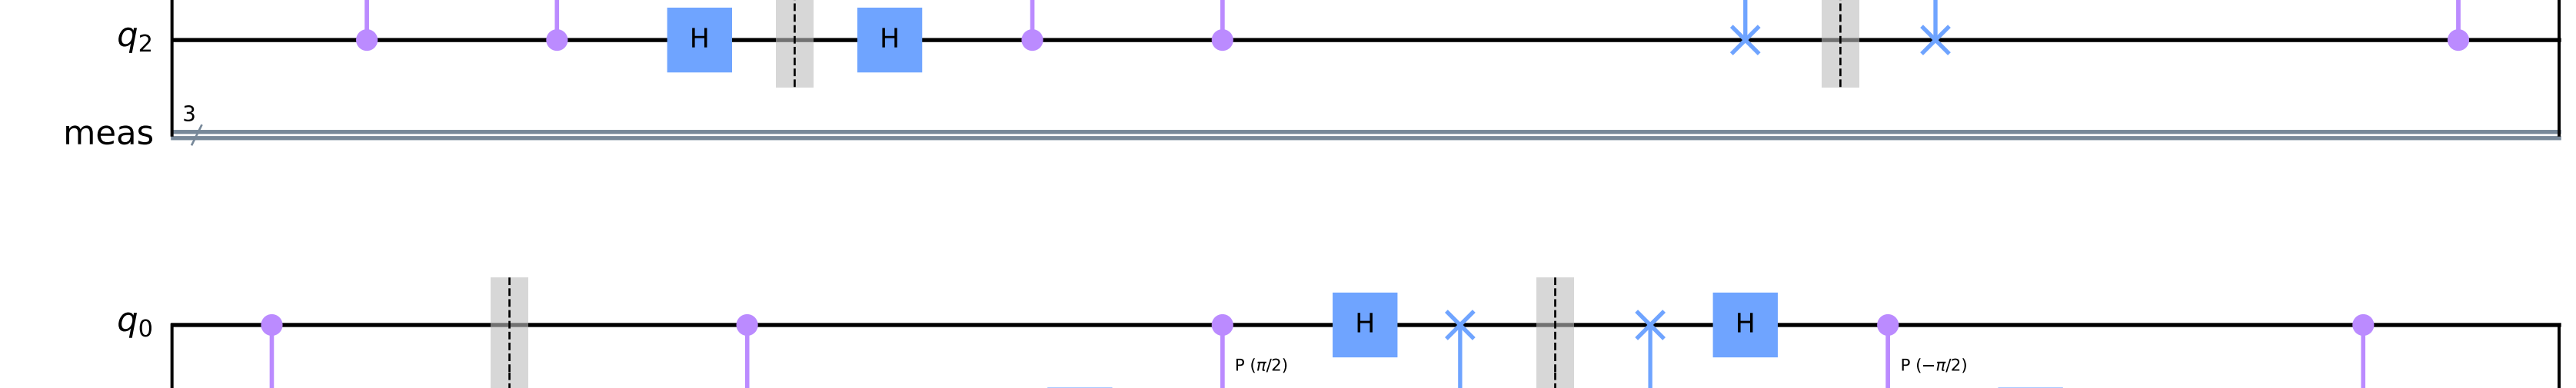 q2 H H
3
meas
q0 H H
P (π/2) P (−π/2)